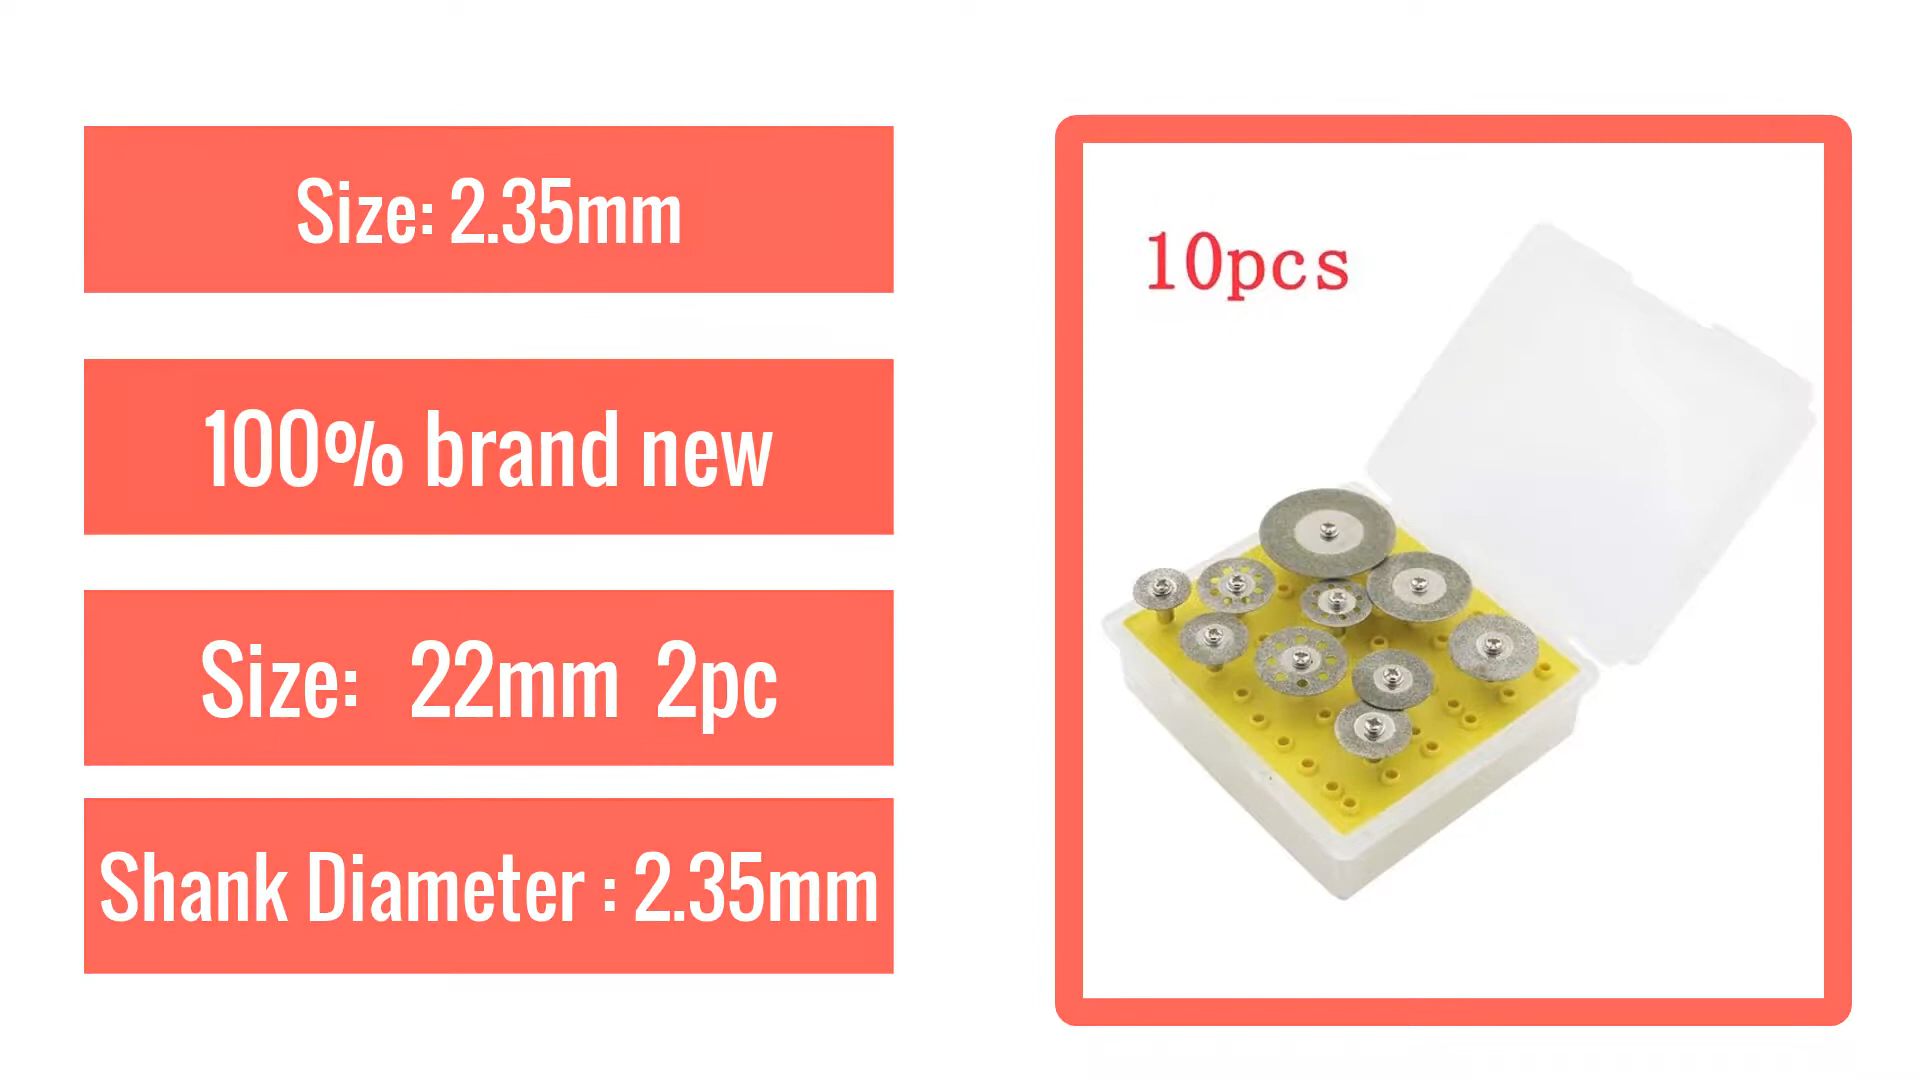 Size: 2.35mm
100% brand new
Size: 22mm 2pc
Shank Diameter : 2.35mm
10pcs